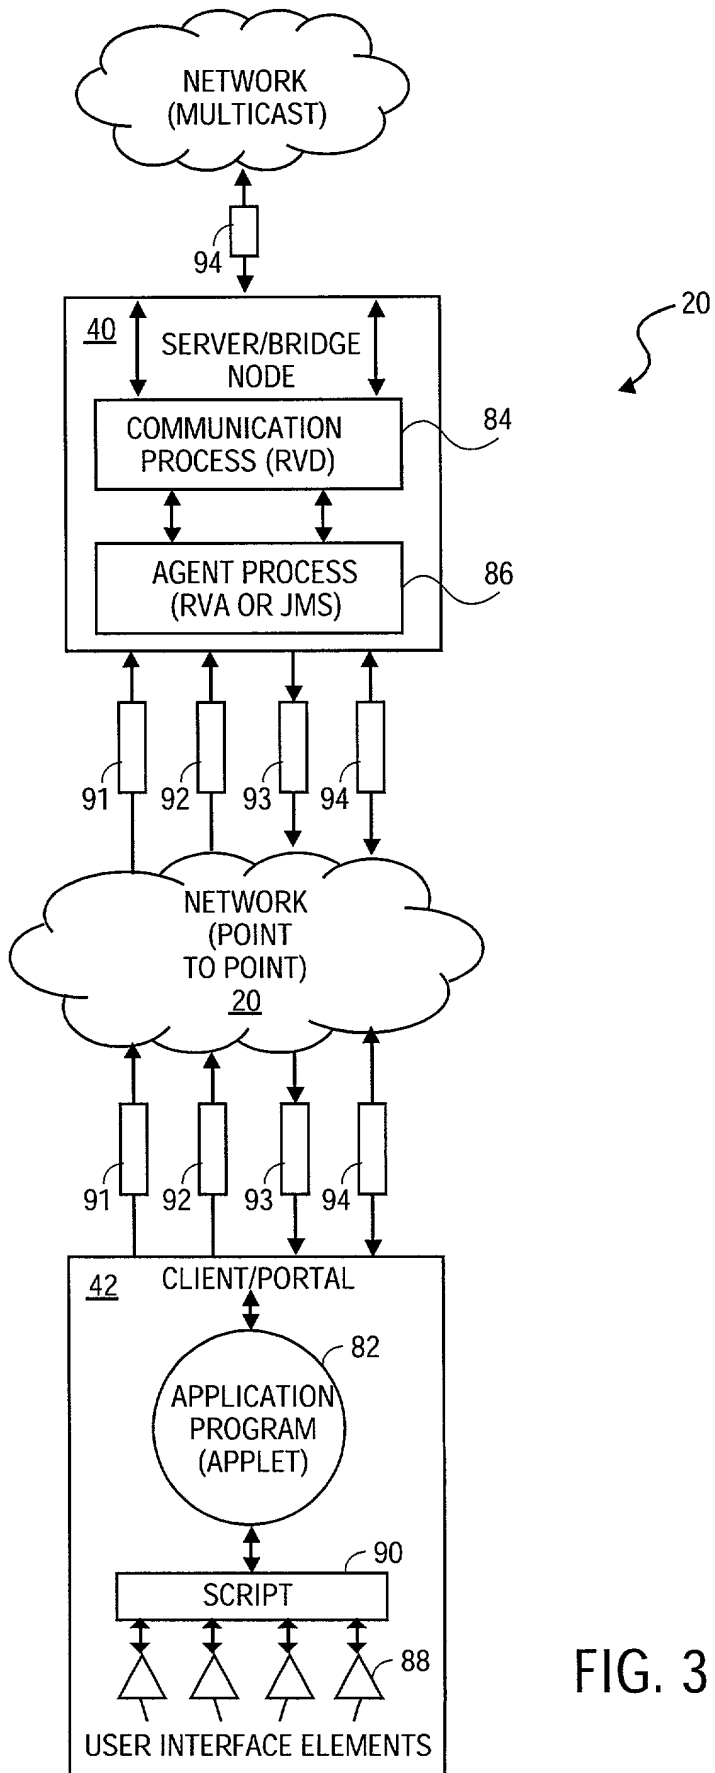 NETWORK
(MULTICAST)
94
20
40
SERVER/BRIDGE
NODE
COMMUNICATION
PROCESS (RVD)
84
AGENT PROCESS
(RVA OR JMS)
86
91 92 93 94
NETWORK
(POINT
TO POINT)
20
91 92 93 94
42
CLIENT/PORTAL
82
APPLICATION
PROGRAM
(APPLET)
90
SCRIPT
88
USER INTERFACE ELEMENTS
FIG. 3